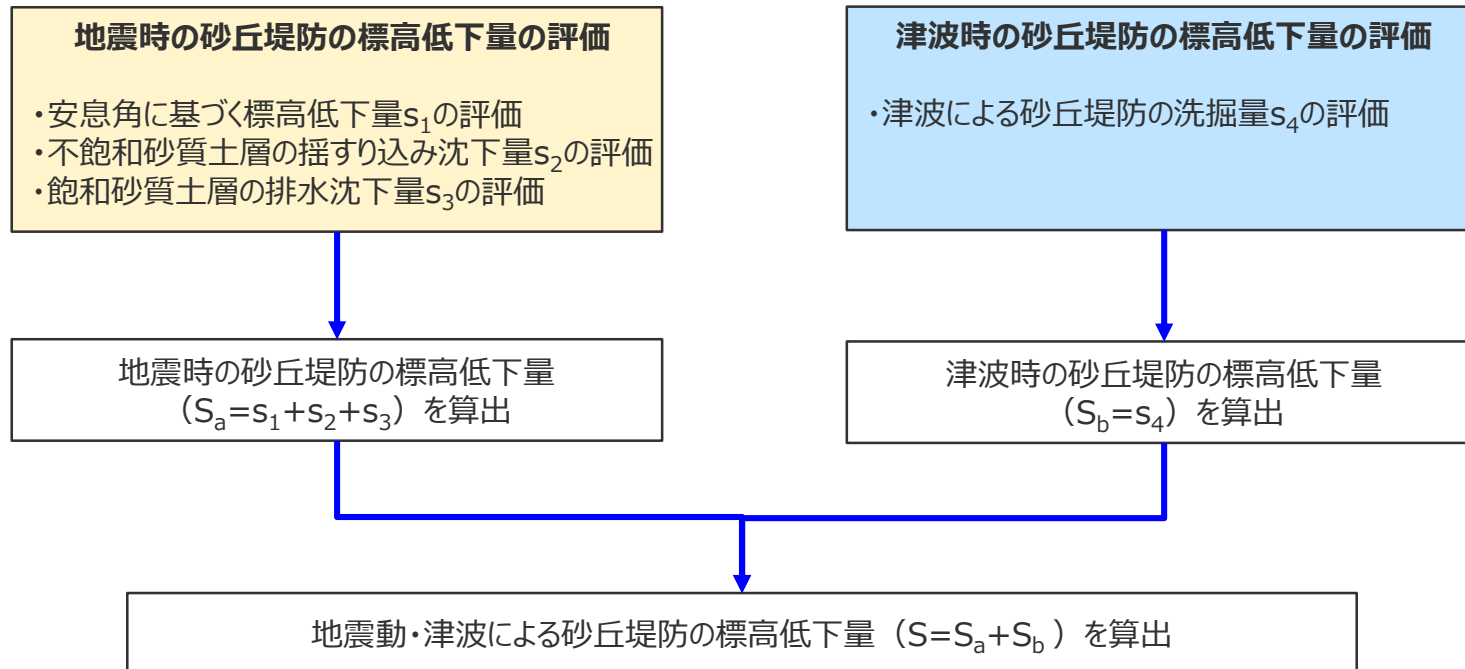 地震時の砂丘堤防の標高低下量の評価
・安息角に基づく標高低下量s₁の評価
・不飽和砂質土層の揺すり込み沈下量s₂の評価
・飽和砂質土層の排水沈下量s₃の評価
津波時の砂丘堤防の標高低下量の評価
・津波による砂丘堤防の洗掘量s₄の評価
地震時の砂丘堤防の標高低下量
（Sₐ=s₁+s₂+s₃）を算出
津波時の砂丘堤防の標高低下量
（S_b=s₄）を算出
地震動・津波による砂丘堤防の標高低下量（S=Sₐ+S_b）を算出